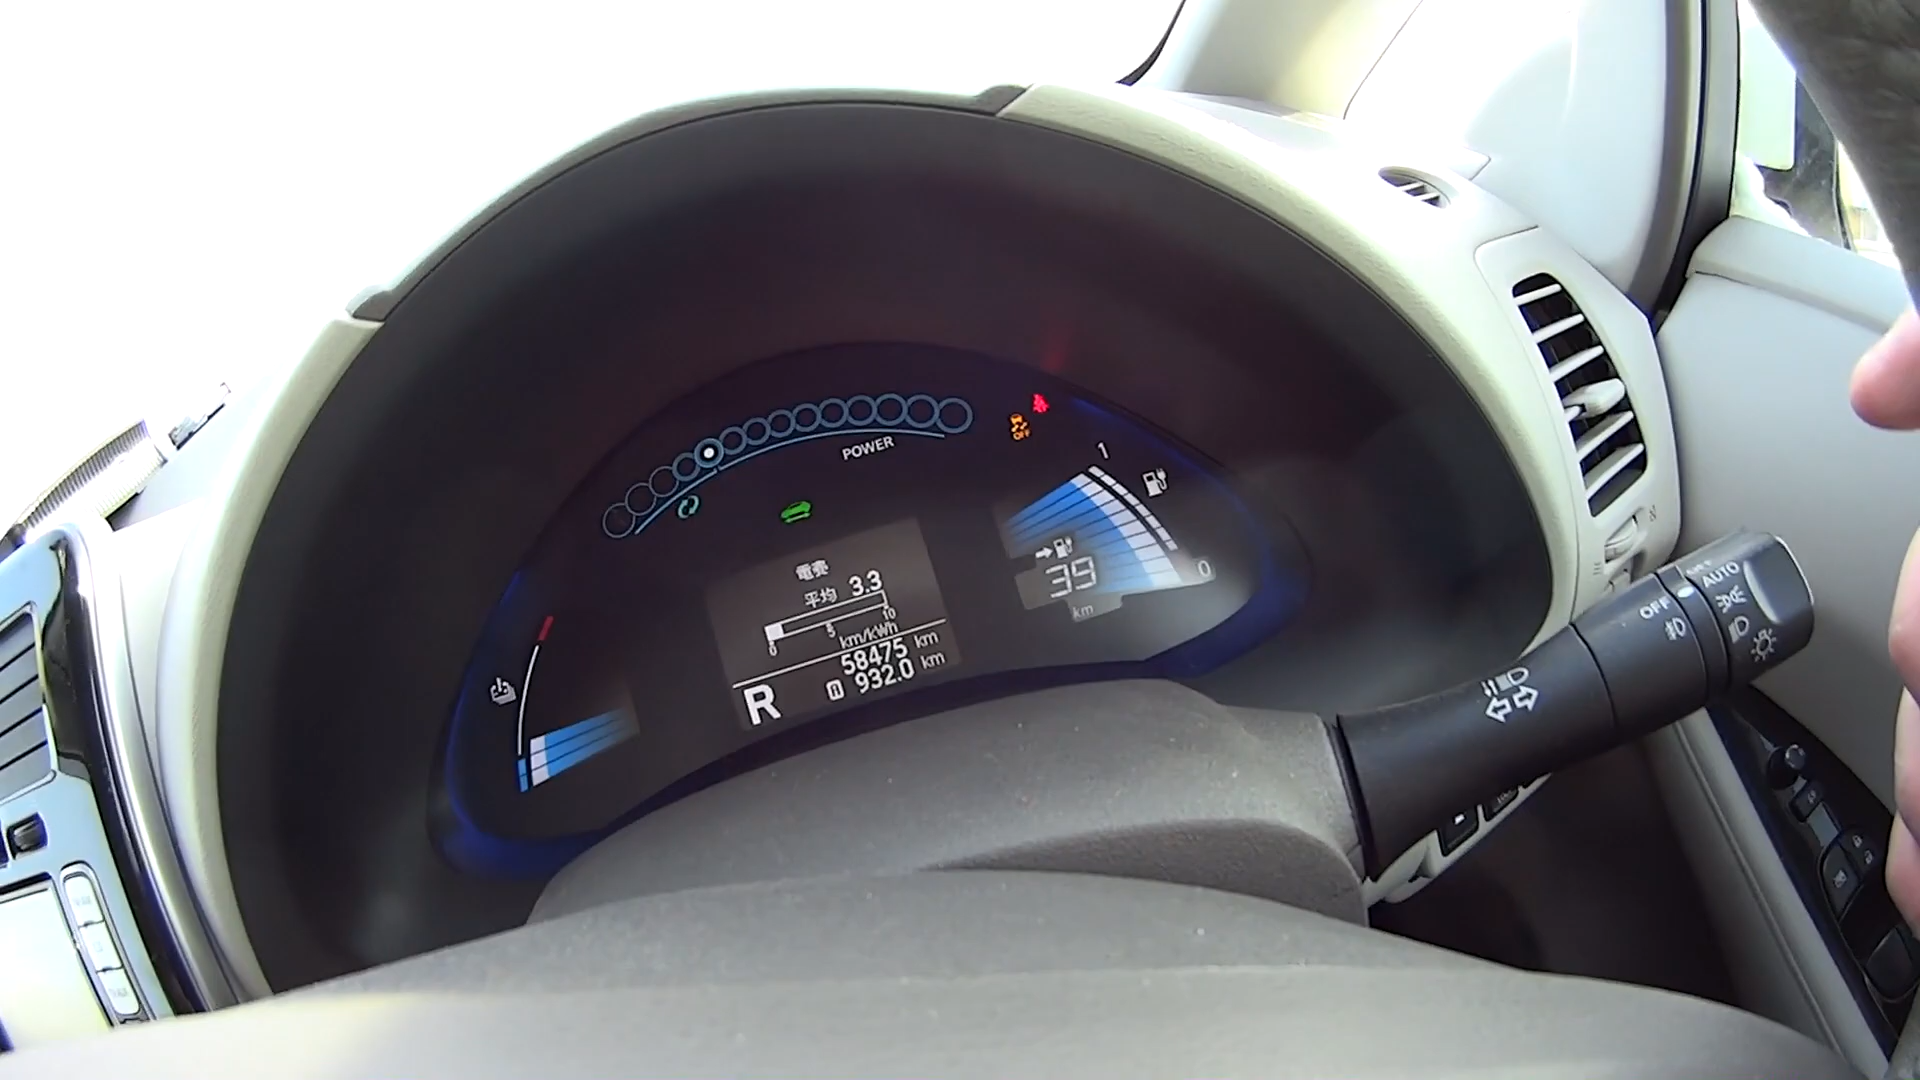 POWER
OFF
1
0
39
km
電費
平均 3.3
0 5 10
km/kWh
58475 km
R A 932.0 km
OFF AUTO